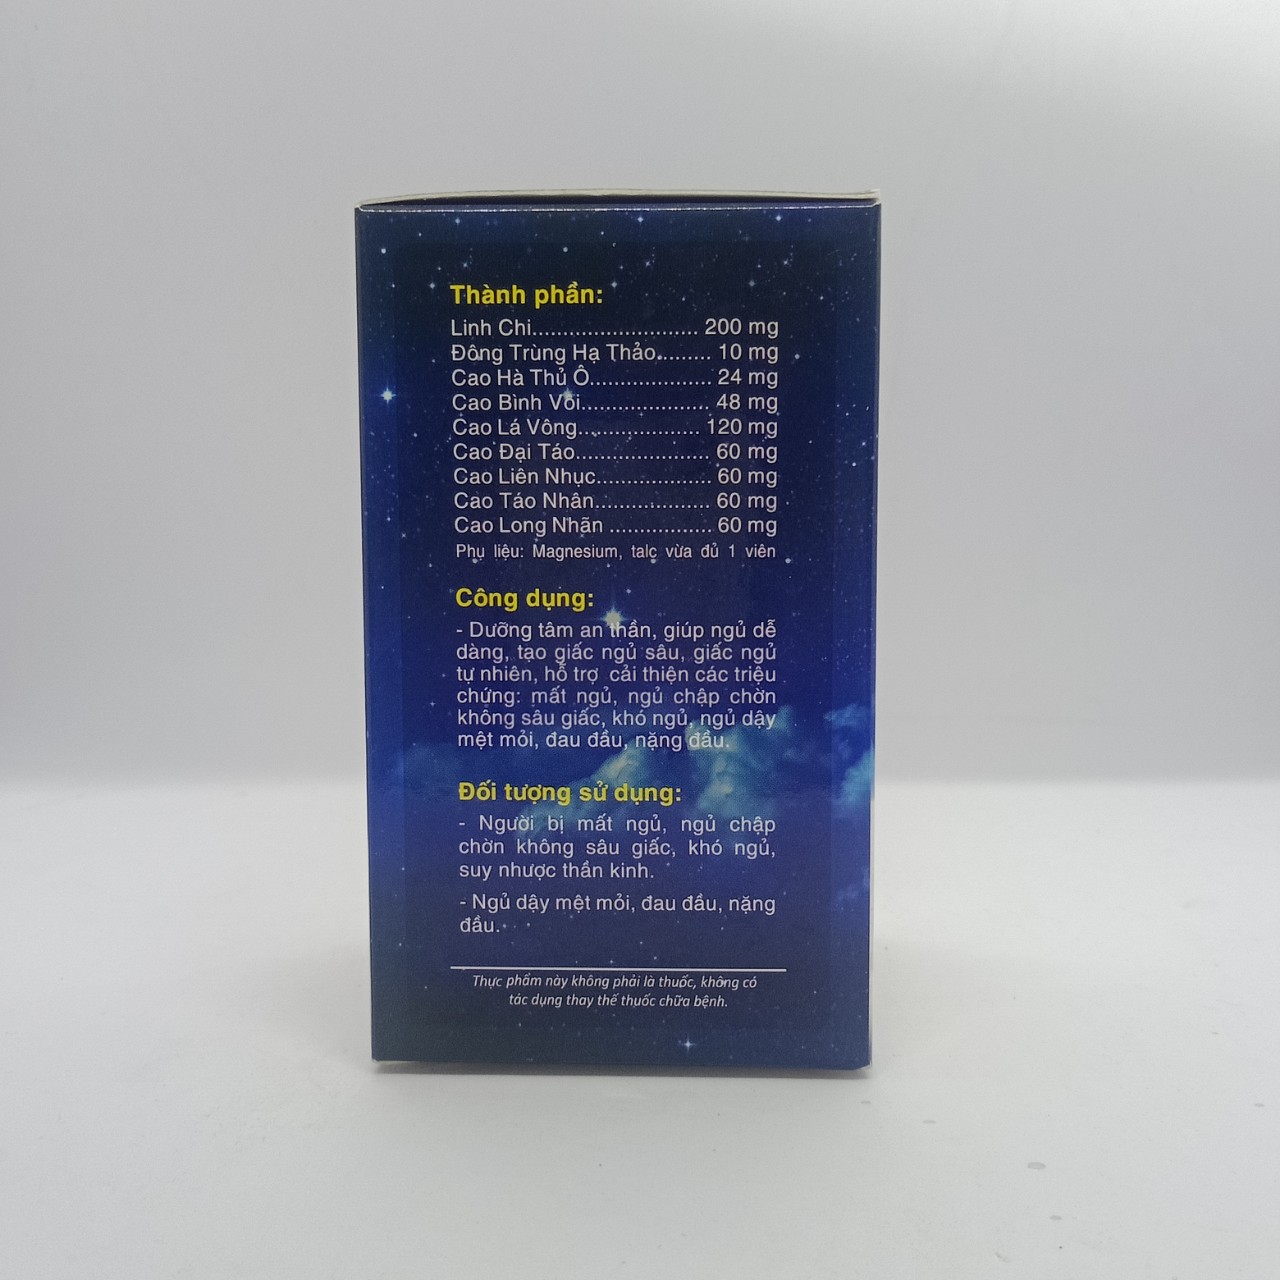 Thành phần:
Linh Chi........................... 200 mg
Đông Trùng Hạ Thảo......... 10 mg
Cao Hà Thủ Ô.................... 24 mg
Cao Bình Vôi..................... 48 mg
Cao Lá Vông.................... 120 mg
Cao Đại Táo...................... 60 mg
Cao Liên Nhục................... 60 mg
Cao Táo Nhân................... 60 mg
Cao Long Nhãn ................. 60 mg
Phụ liệu: Magnesium, talc vừa đủ 1 viên
Công dụng:
- Dưỡng tâm an thần, giúp ngủ dễ
dàng, tạo giấc ngủ sâu, giấc ngủ
tự nhiên, hỗ trợ cải thiện các triệu
chứng: mất ngủ, ngủ chập chờn
không sâu giấc, khó ngủ, ngủ dậy
mệt mỏi, đau đầu, nặng đầu.
Đối tượng sử dụng:
- Người bị mất ngủ, ngủ chập
chờn không sâu giấc, khó ngủ,
suy nhược thần kinh.
- Ngủ dậy mệt mỏi, đau đầu, nặng
đầu.
Thực phẩm này không phải là thuốc, không có
tác dụng thay thế thuốc chữa bệnh.